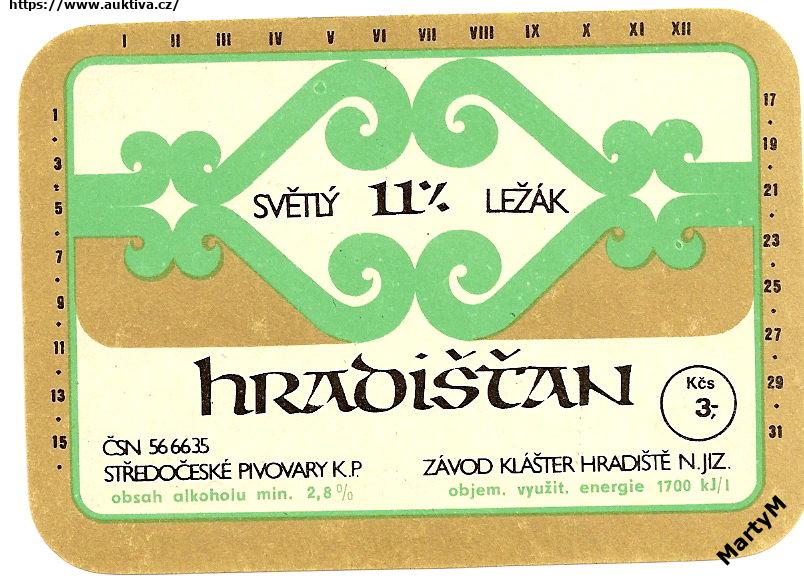 https://www.auktiva.cz/
I II III IV V VI VII VIII IX X XI XII
1
3
5
7
9
11
13
15
17
19
21
23
25
27
29
31
SVĚTLÝ 11% LEŽÁK
hRADIŠŤAN
Kčs
3,-
ČSN 56 6635
STŘEDOČESKÉ PIVOVARY K.P.
ZÁVOD KLÁŠTER HRADIŠTĚ N.JIZ.
obsah alkoholu min. 2,8%
objem. využit. energie 1700 kJ/l
MartyM